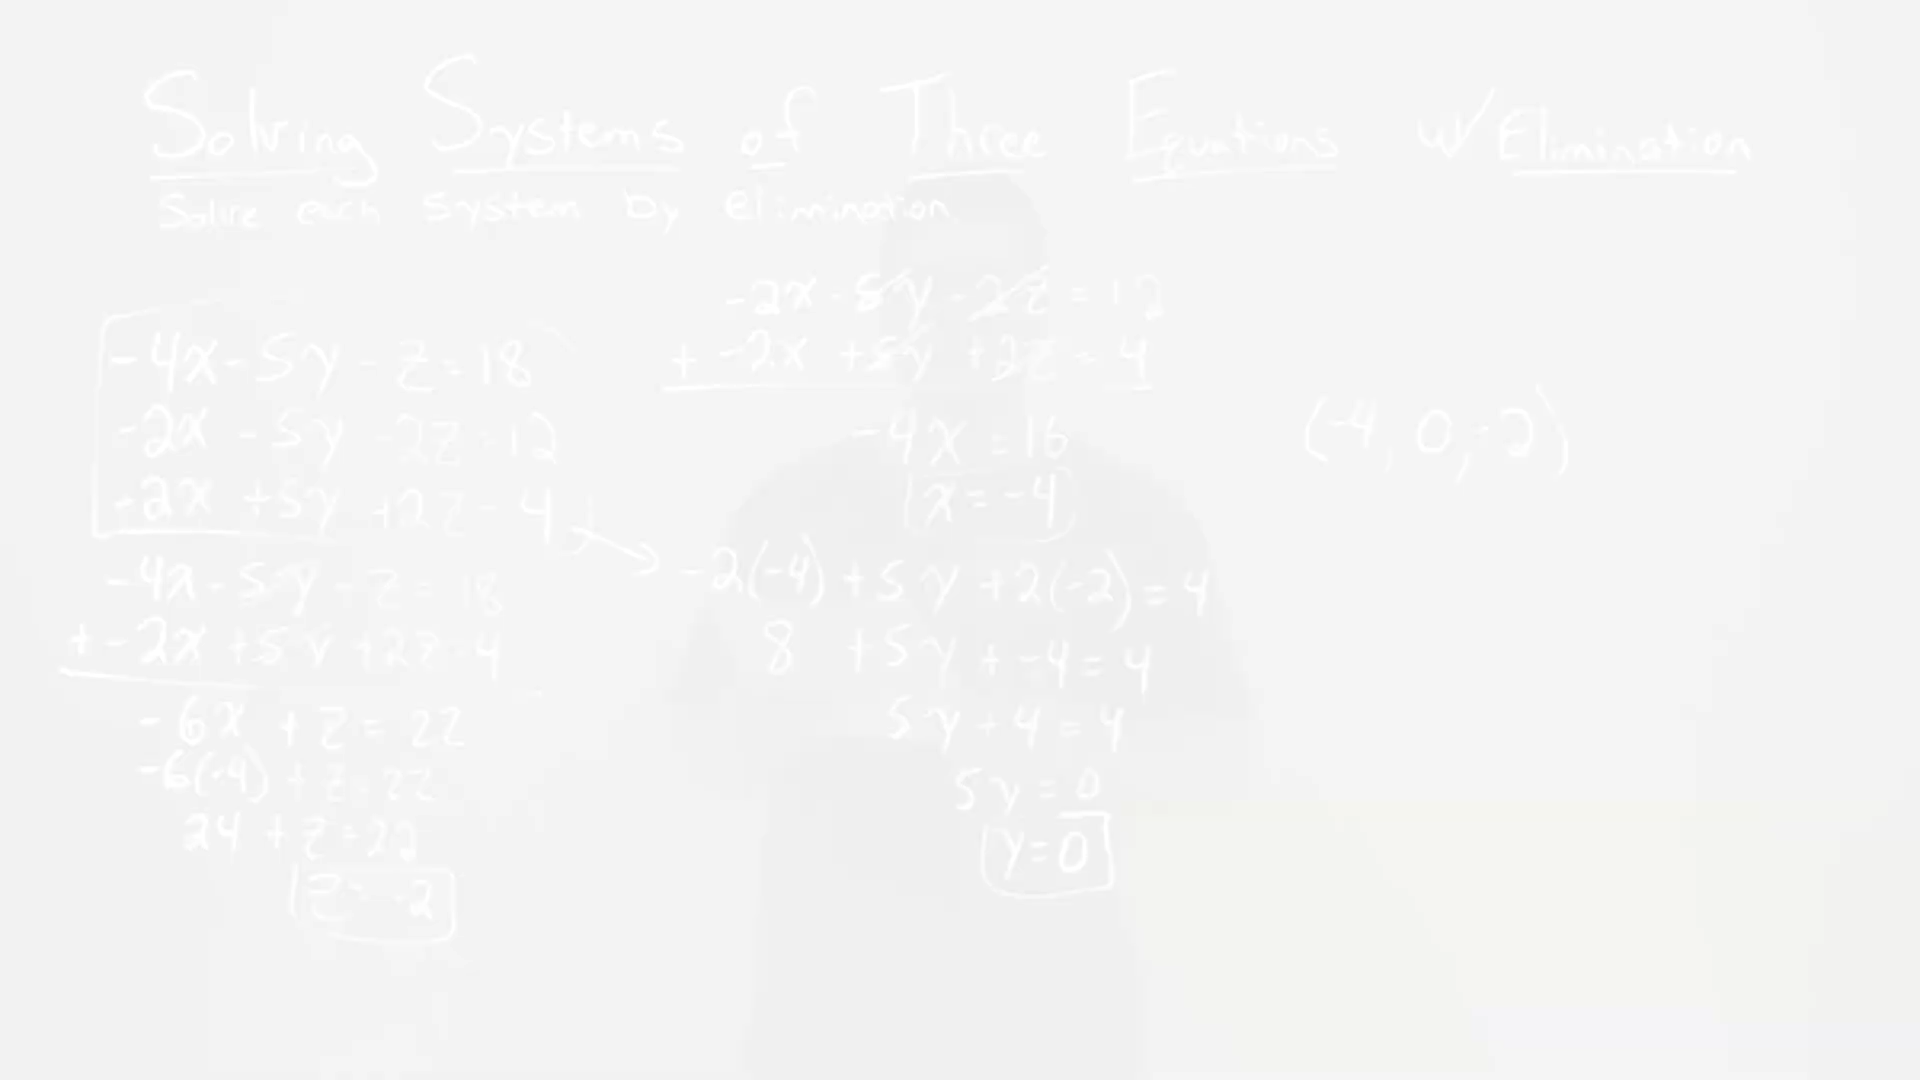 Solving Systems of Three Equations w/ Elimination
Solve each system by elimination.
-4x-5y-z=18
-2x-5y-2z=12
-2x+5y+2z=4
-4x-5y-z=18
+ -2x+5y+2z=4
-6x+z=22
-6(-4)+z=22
24+z=22
z=-2
-2x-5y-2z=12
+ -2x+5y+2z=4
-4x=16
x=-4
-2(-4)+5y+2(-2)=4
8+5y+-4=4
5y+4=4
5y=0
y=0
(-4,0,-2)